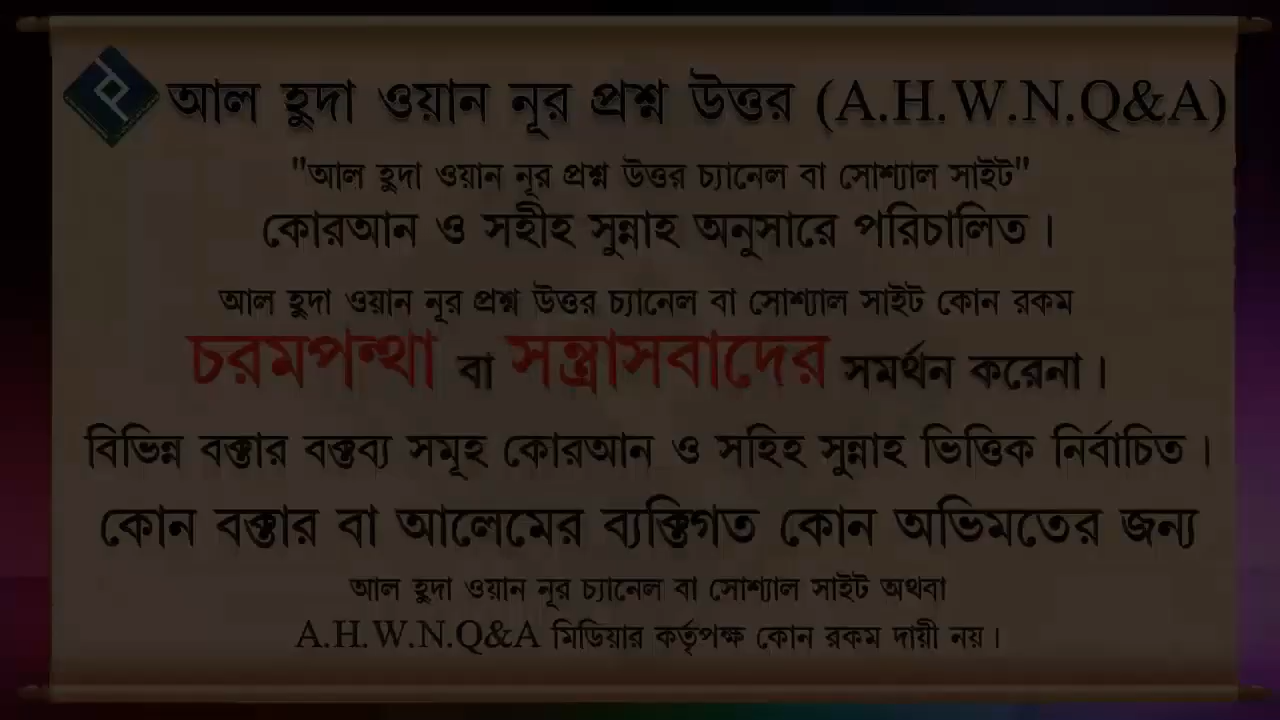 আল হুদা ওয়ান নূর প্রশ্ন উত্তর (A.H.W.N.Q&A)
"আল হুদা ওয়ান নূর প্রশ্ন উত্তর চ্যানেল বা সোশ্যাল সাইট"
কোরআন ও সহীহ সুন্নাহ অনুসারে পরিচালিত ।
আল হুদা ওয়ান নূর প্রশ্ন উত্তর চ্যানেল বা সোশ্যাল সাইট কোন রকম
চরমপন্থা বা সন্ত্রাসবাদের সমর্থন করেনা ।
বিভিন্ন বক্তার বক্তব্য সমূহ কোরআন ও সহিহ সুন্নাহ ভিত্তিক নির্বাচিত ।
কোন বক্তার বা আলেমের ব্যক্তিগত কোন অভিমতের জন্য
আল হুদা ওয়ান নূর চ্যানেল বা সোশ্যাল সাইট অথবা
A.H.W.N.Q&A মিডিয়ার কর্তৃপক্ষ কোন রকম দায়ী নয় ।